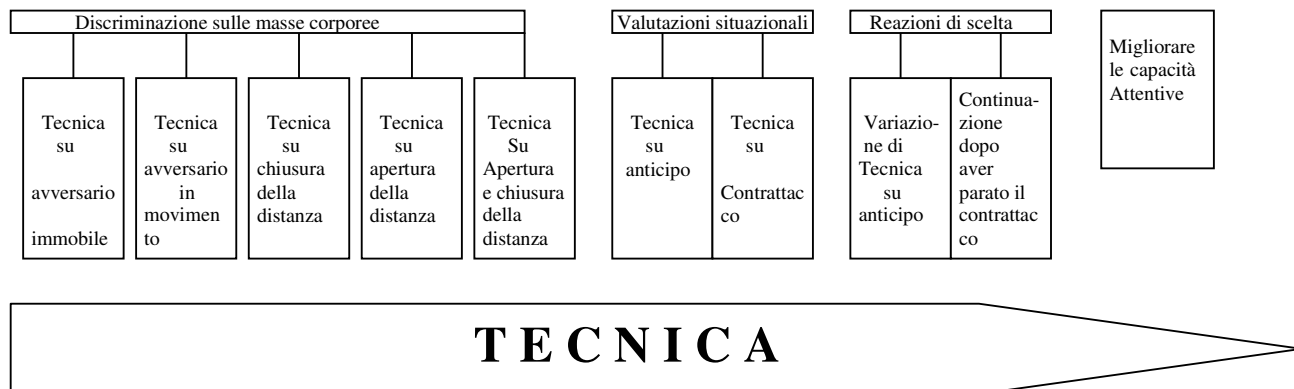 Discriminazione sulle masse corporee
Valutazioni situazionali
Reazioni di scelta
Migliorare
le capacità
Attentive
Tecnica
su
avversario
immobile
Tecnica
su
avversario
in
movimen
to
Tecnica
su
chiusura
della
distanza
Tecnica
su
apertura
della
distanza
Tecnica
Su
Apertura
e chiusura
della
distanza
Tecnica
su
anticipo
Tecnica
su
Contrattac
co
Variazio-
ne di
Tecnica
su
anticipo
Continua-
zione
dopo
aver
parato il
contrattac
co
T E C N I C A